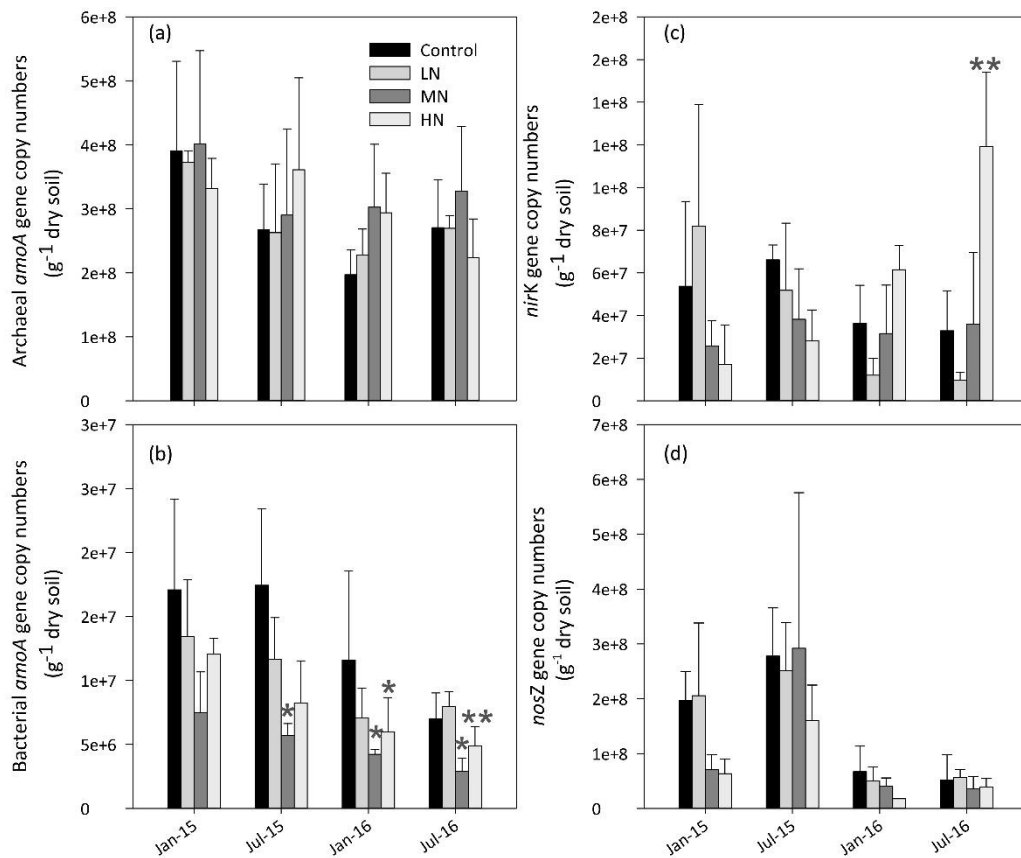 (a)
Control
LN
MN
HN
6e+8
5e+8
4e+8
3e+8
2e+8
1e+8
0
Archaeal amoA gene copy numbers
(g-1 dry soil)
(c)
**
2e+8
2e+8
1e+8
1e+8
1e+8
8e+7
6e+7
4e+7
2e+7
0
nirK gene copy numbers
(g-1 dry soil)
(b)
* * * * **
3e+7
3e+7
2e+7
2e+7
1e+7
5e+6
0
Bacterial amoA gene copy numbers
(g-1 dry soil)
Jan-15 Jul-15 Jan-16 Jul-16
(d)
7e+8
6e+8
5e+8
4e+8
3e+8
2e+8
1e+8
0
nosZ gene copy numbers
(g-1 dry soil)
Jan-15 Jul-15 Jan-16 Jul-16